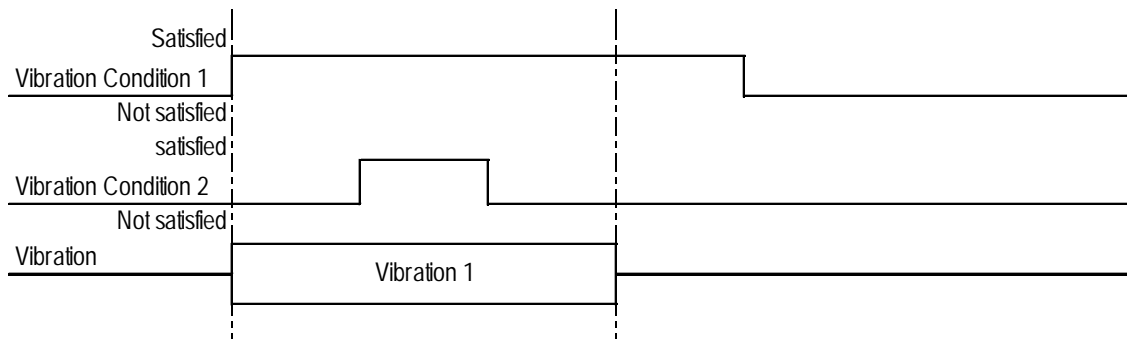 Satisfied
Vibration Condition 1
Not satisfied
satisfied
Vibration Condition 2
Not satisfied
Vibration
Vibration 1